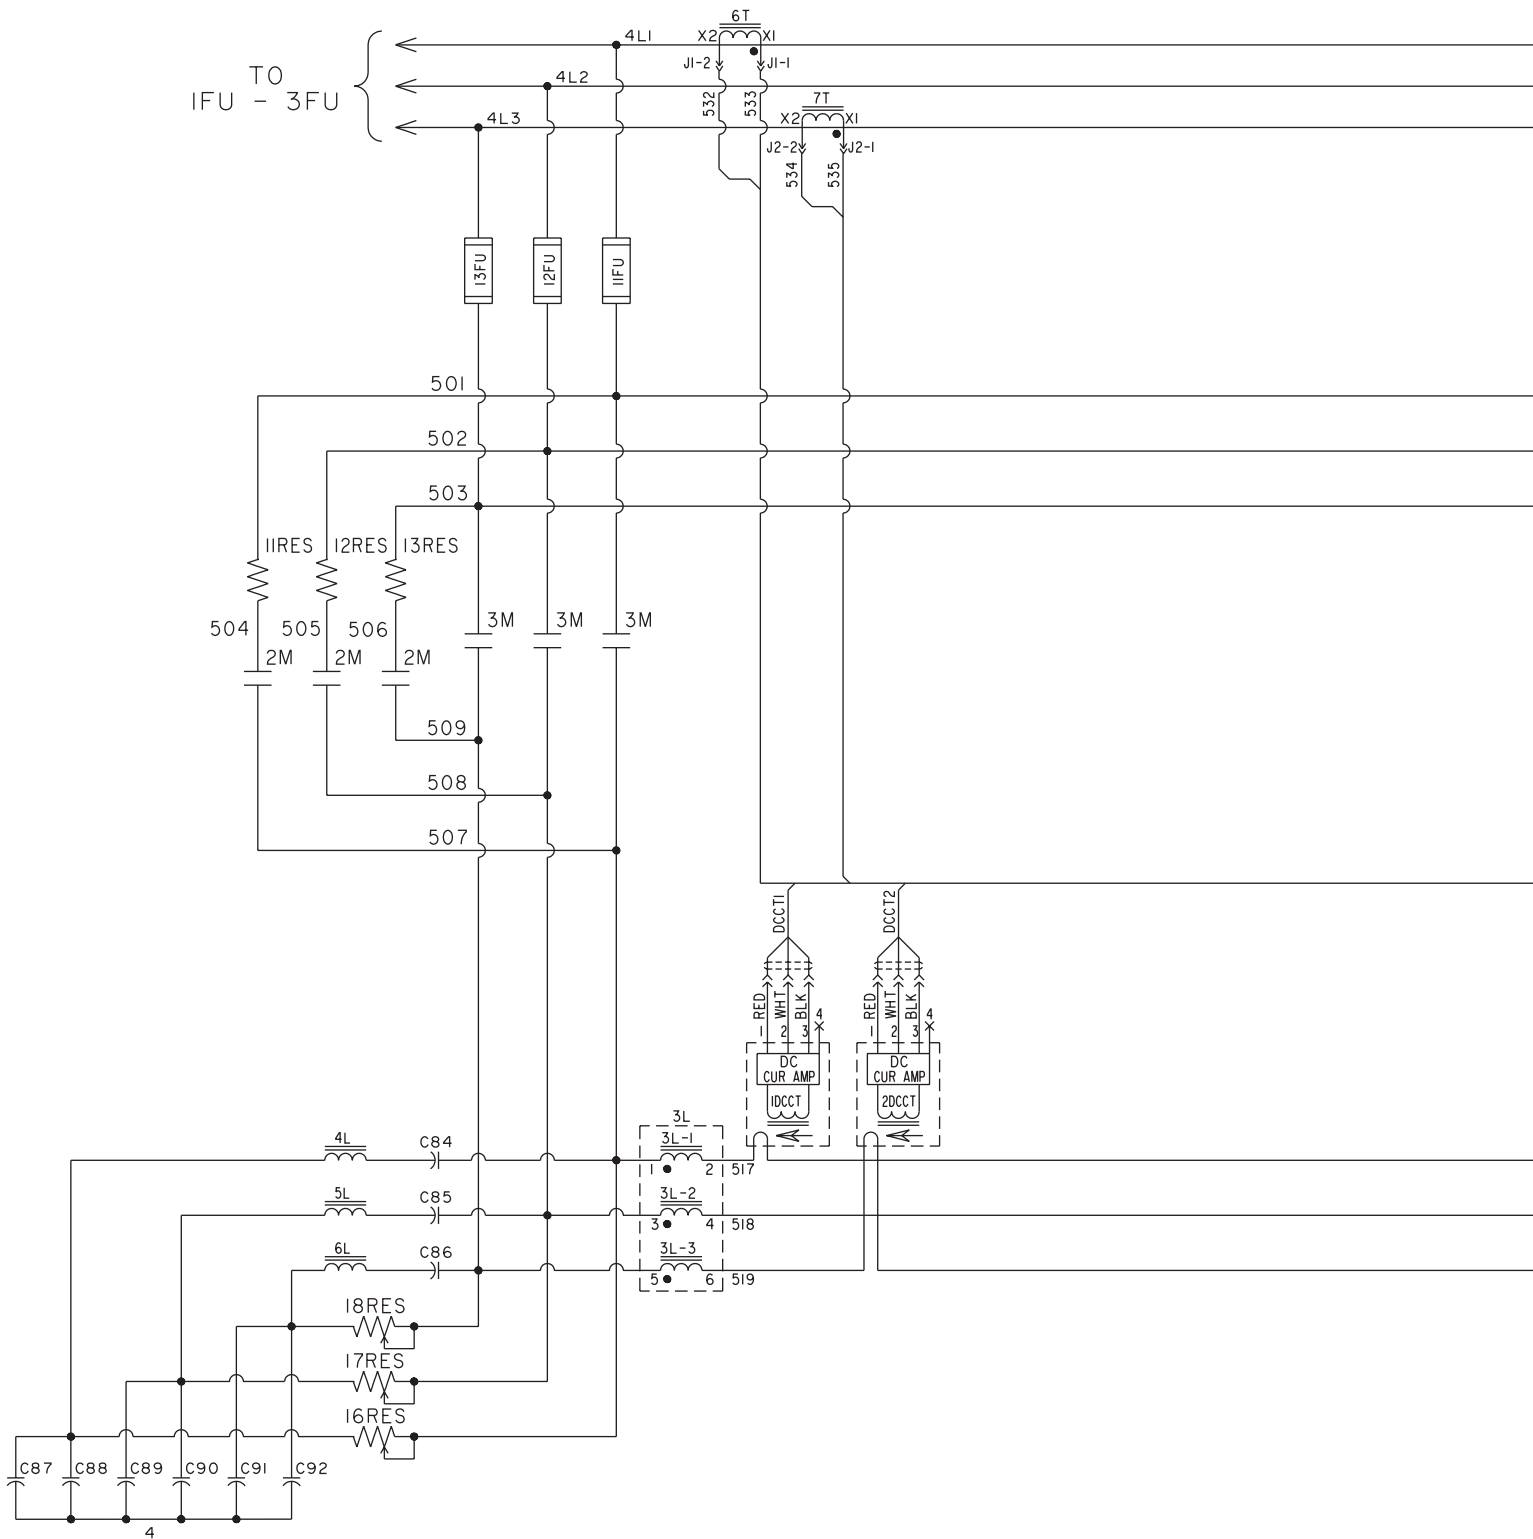 6T
4L1 X2 X1
J1-2 J1-1
TO
1FU - 3FU
4L2
532 533
7T
4L3 X2 X1
J2-2 J2-1
534 535
13FU 12FU 11FU
501
502
503
11RES 12RES 13RES
3M 3M 3M
504 505 506
2M 2M 2M
509
508
507
DCCT1 DCCT2
RED WHT BLK 4 RED WHT BLK 4
1 2 3 1 2 3
DC DC
CUR AMP CUR AMP
1DCCT 2DCCT
3L
4L C84 3L-1
1 2 517
5L C85 3L-2
3 4 518
6L C86 3L-3
5 6 519
18RES
17RES
16RES
C87 C88 C89 C90 C91 C92
4